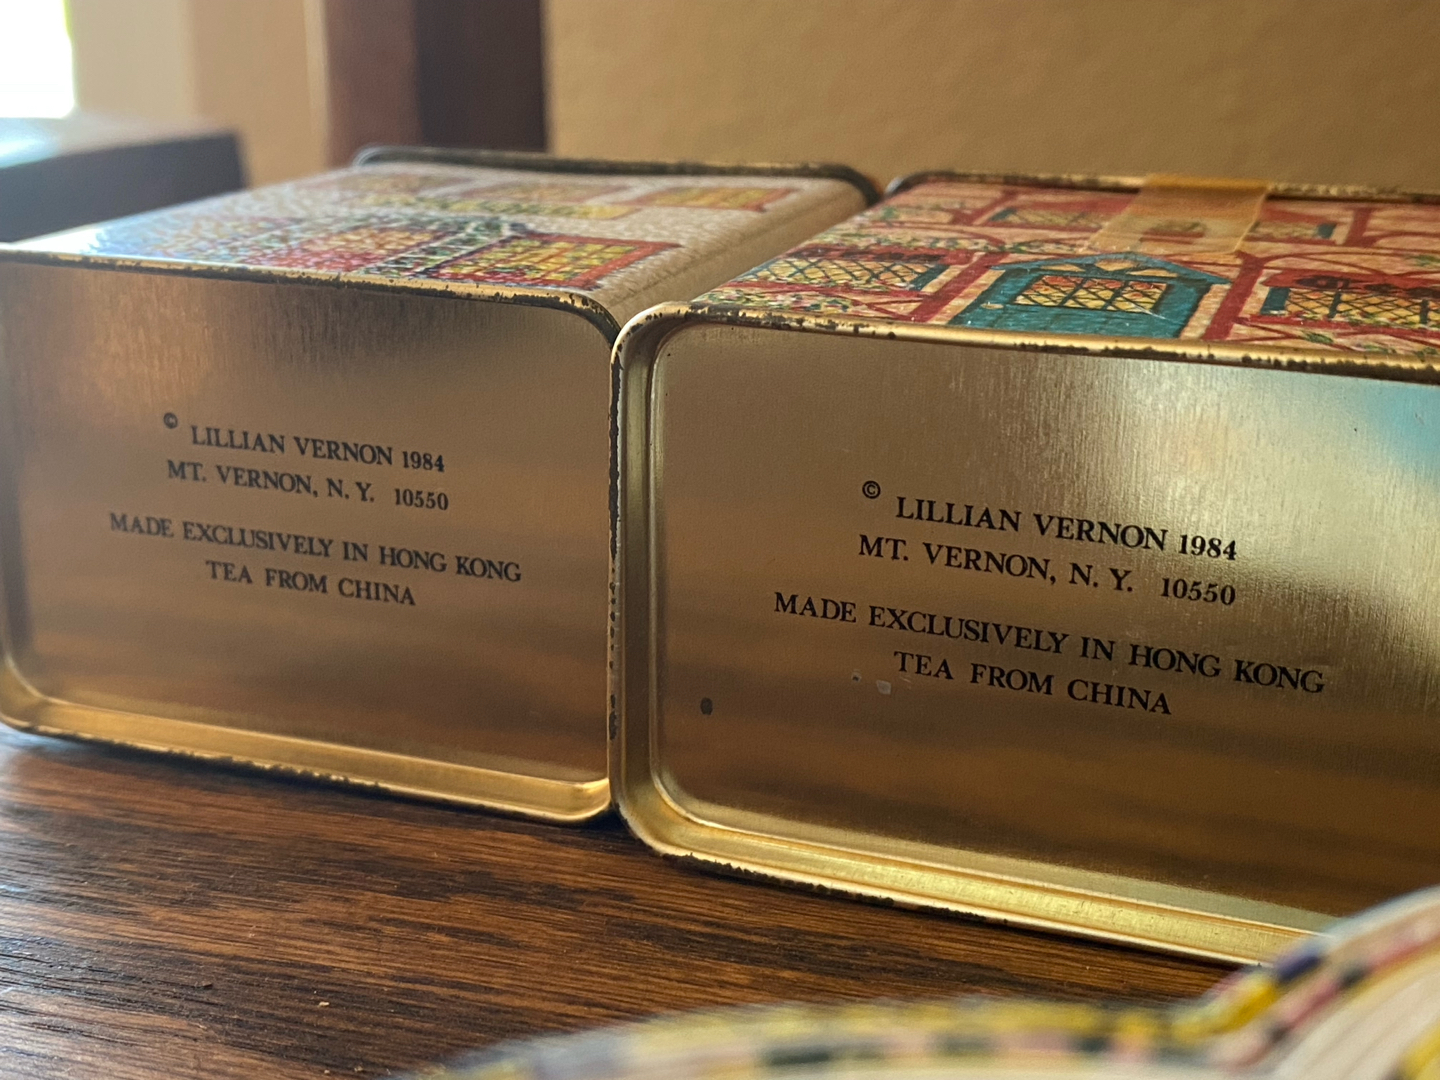 © LILLIAN VERNON 1984
MT. VERNON, N. Y. 10550
MADE EXCLUSIVELY IN HONG KONG
TEA FROM CHINA
© LILLIAN VERNON 1984
MT. VERNON, N. Y. 10550
MADE EXCLUSIVELY IN HONG KONG
TEA FROM CHINA